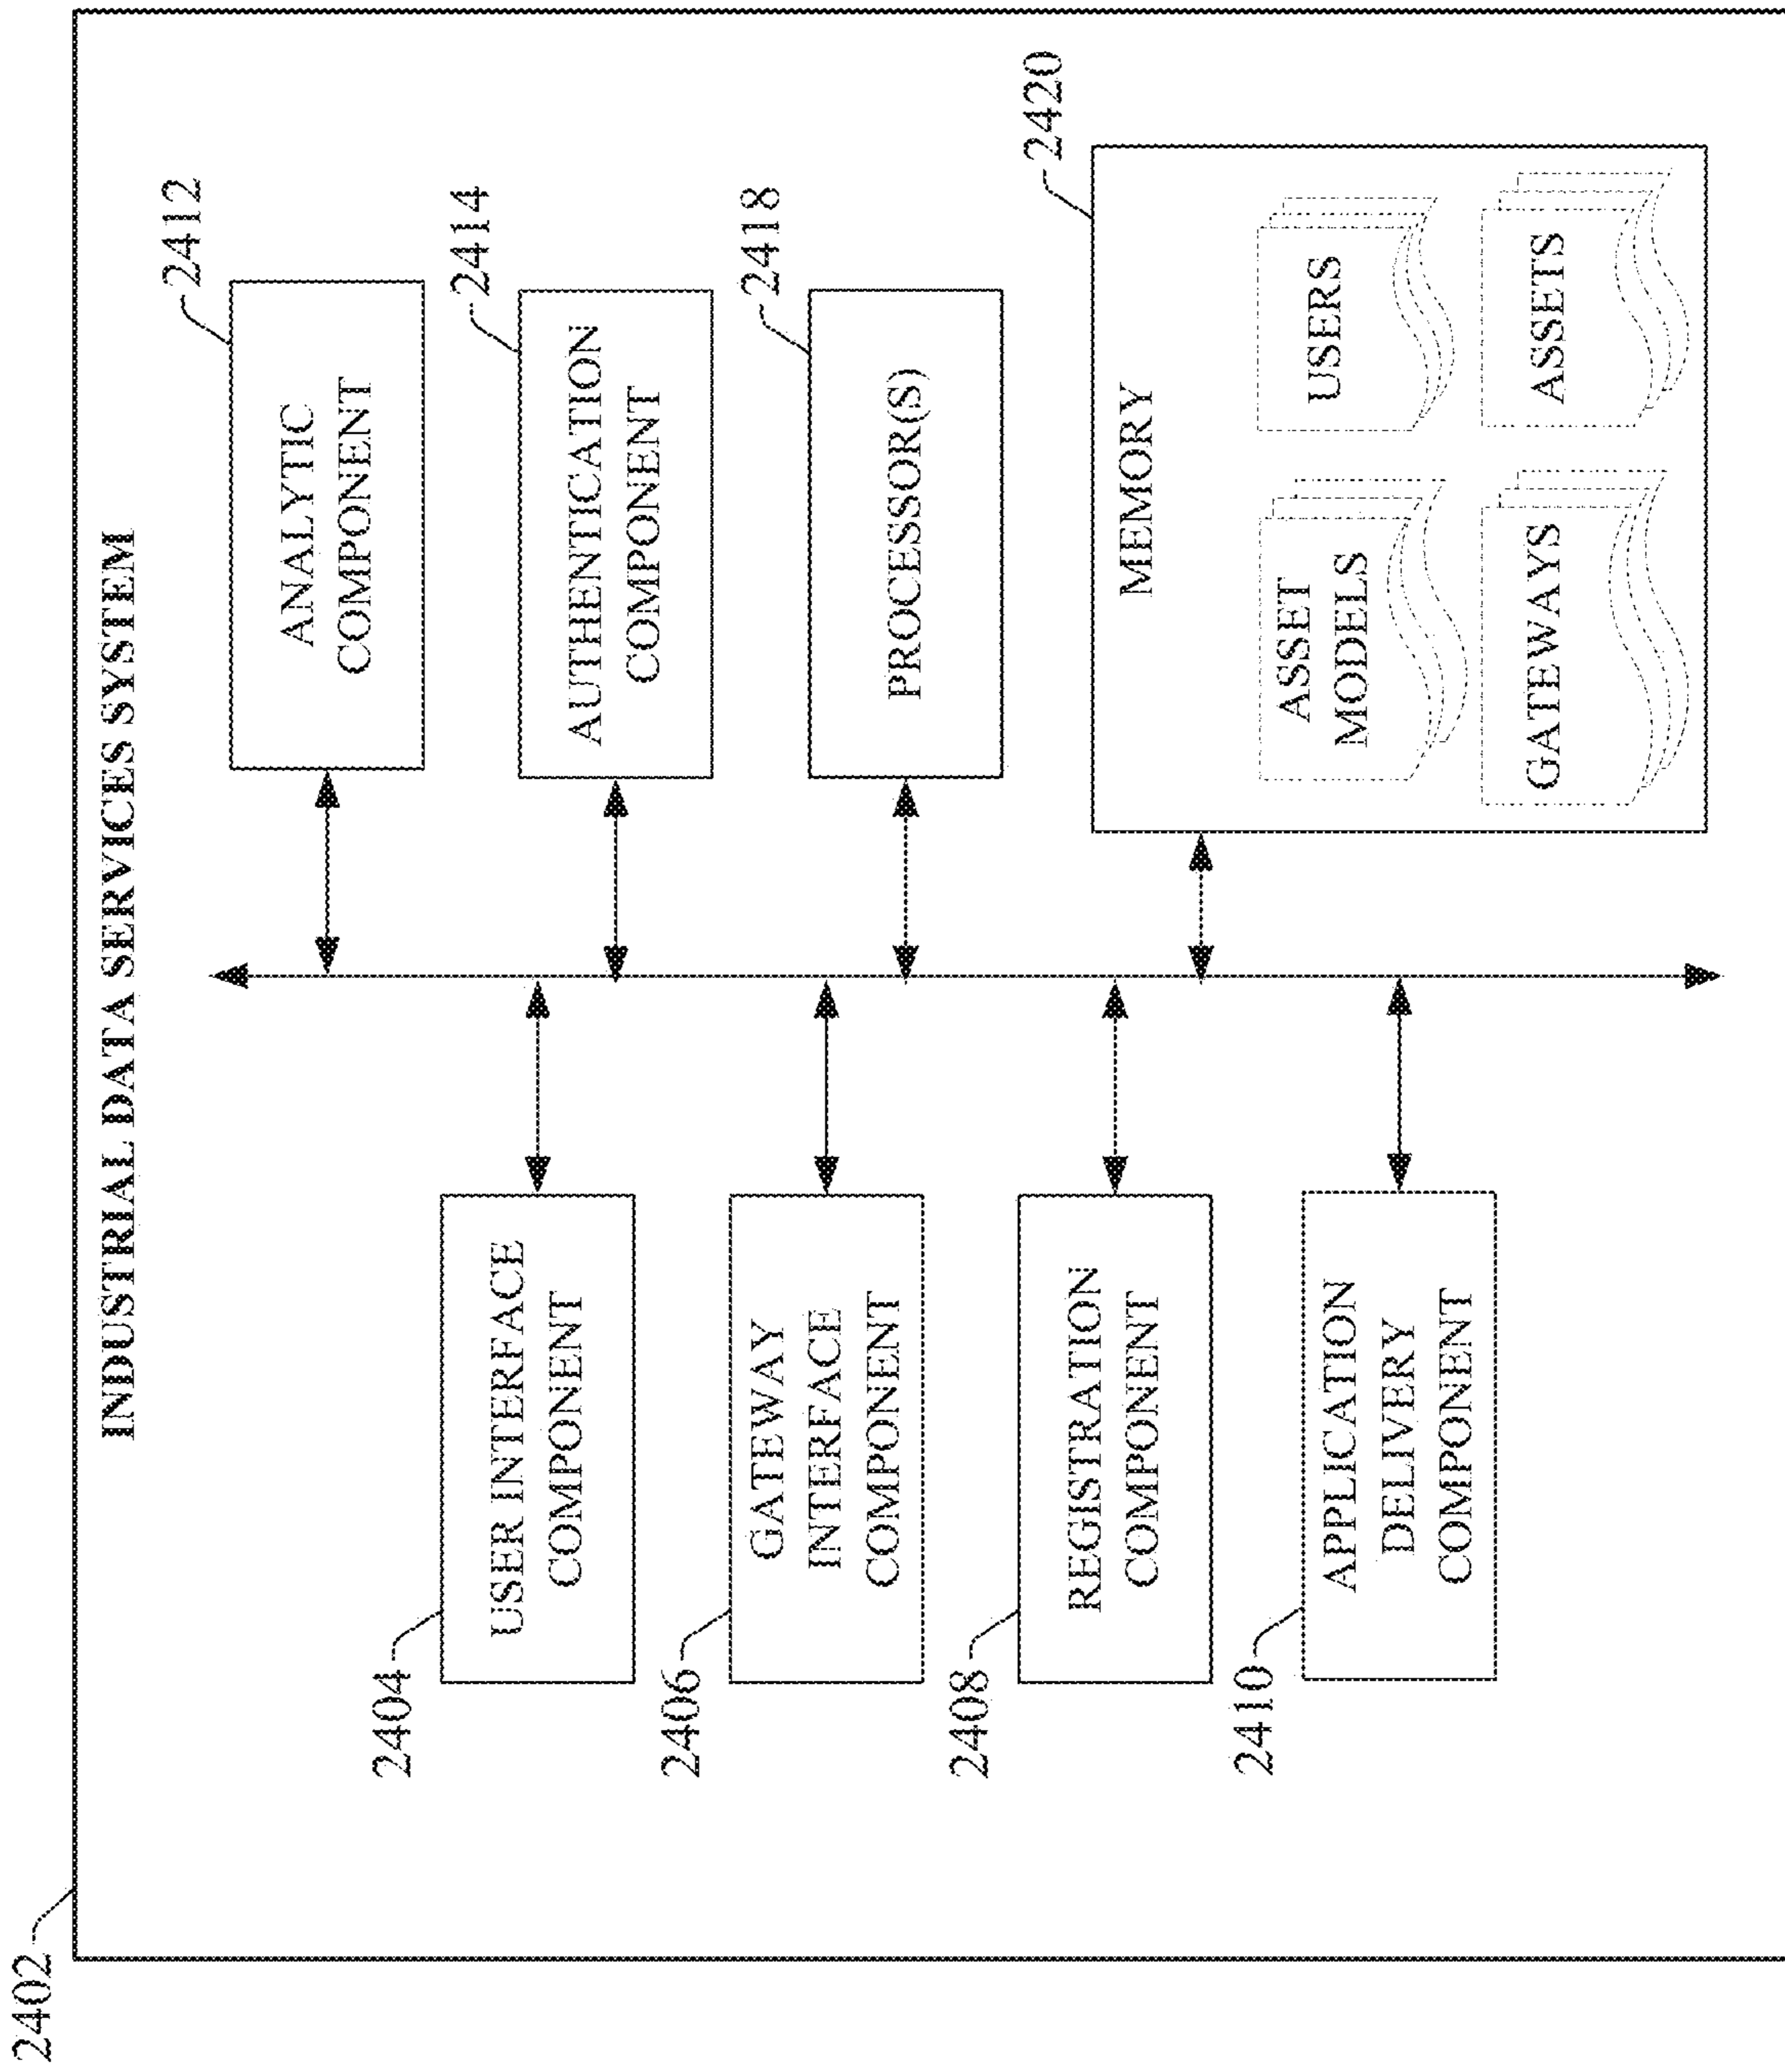 2402
INDUSTRIAL DATA SERVICES SYSTEM
2404
USER INTERFACE
COMPONENT
2406
GATEWAY
INTERFACE
COMPONENT
2408
REGISTRATION
COMPONENT
2410
APPLICATION
DELIVERY
COMPONENT
2412
ANALYTIC
COMPONENT
2414
AUTHENTICATION
COMPONENT
2418
PROCESSOR(S)
2420
MEMORY
ASSET
MODELS
USERS
GATEWAYS
ASSETS